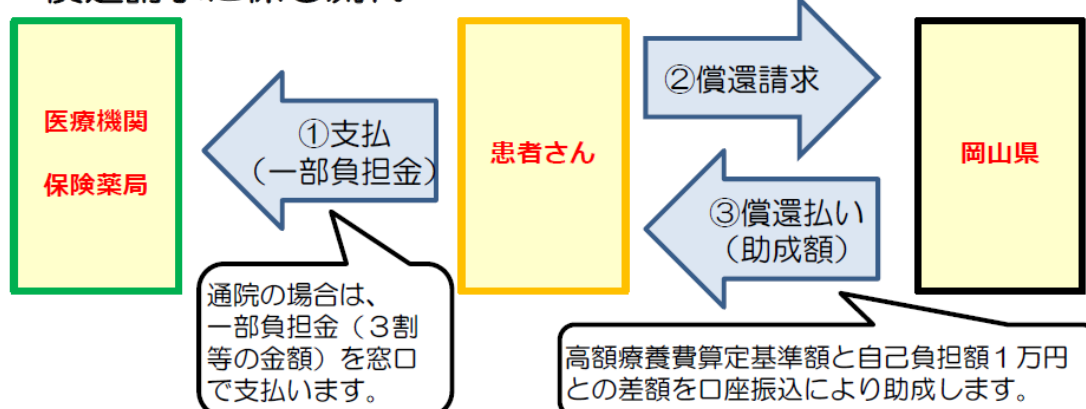 医療機関
保険薬局
①支払
（一部負担金）
患者さん
②償還請求
③償還払い
（助成額）
岡山県
通院の場合は、
一部負担金（３割
等の金額）を窓口
で支払います。
高額療養費算定基準額と自己負担額１万円
との差額を口座振込により助成します。